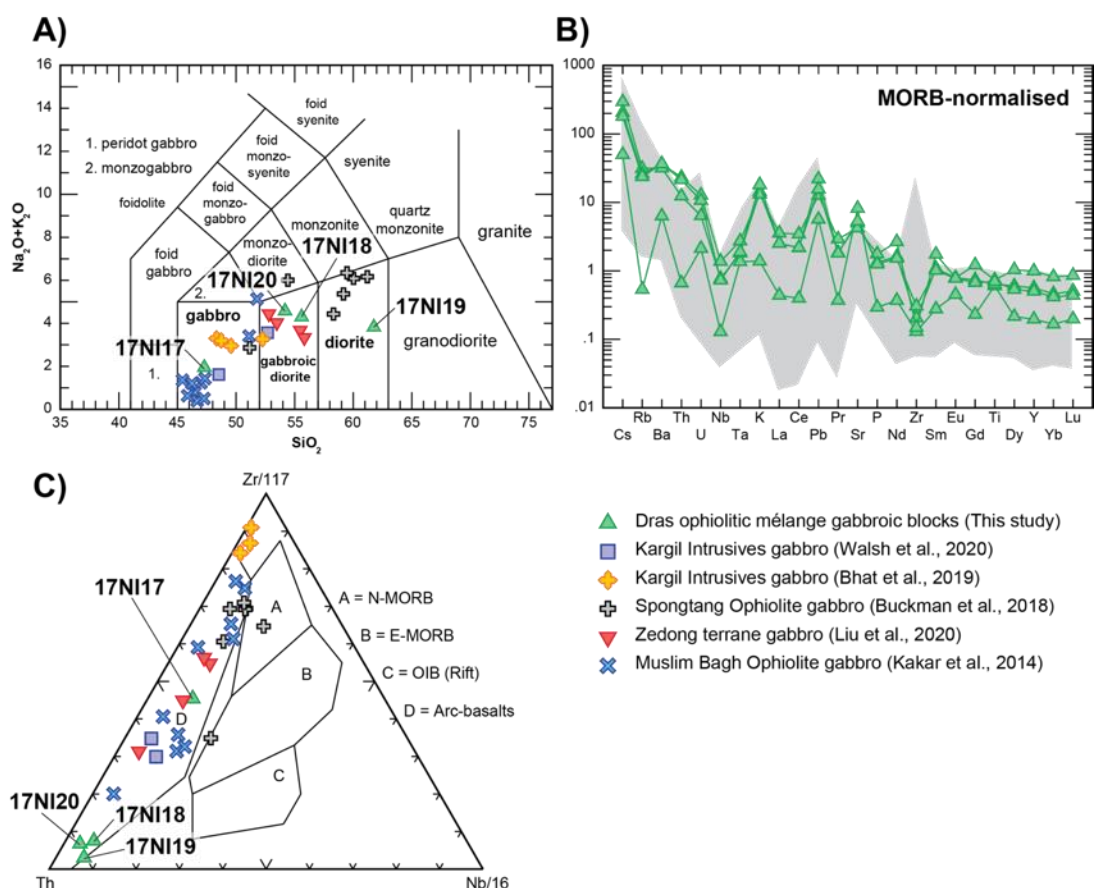 A)
16
14
12
10
8
6
4
2
0
Na2O+K2O
35
40
45
50
55
60
65
70
75
SiO2
1. peridot gabbro
2. monzogabbro
foidolite
foid
gabbro
foid
monzo-
gabbro
foid
monzo-
syenite
foid
syenite
syenite
monzonite
monzo-
diorite
quartz
monzonite
granite
2.
1.
gabbro
gabbroic
diorite
diorite
granodiorite
17NI17
17NI20
17NI18
17NI19
B)
MORB-normalised
1000
100
10
1
0.1
.01
Rb Th Nb K Ce Pr P Zr Eu Ti Y Lu
Cs Ba U Ta La Pb Sr Nd Sm Gd Dy Yb
C)
Zr/117
17NI17
A
B
C
D
A = N-MORB
B = E-MORB
C = OIB (Rift)
D = Arc-basalts
17NI20
17NI18
17NI19
Th
Nb/16
Dras ophiolitic mélange gabbroic blocks (This study)
Kargil Intrusives gabbro (Walsh et al., 2020)
Kargil Intrusives gabbro (Bhat et al., 2019)
Spongtang Ophiolite gabbro (Buckman et al., 2018)
Zedong terrane gabbro (Liu et al., 2020)
Muslim Bagh Ophiolite gabbro (Kakar et al., 2014)